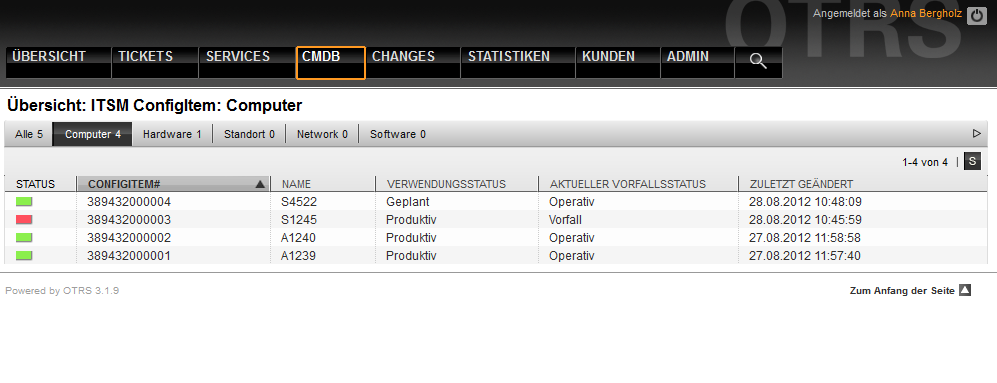 OTRS
Angemeldet als Anna Bergholz
ÜBERSICHT TICKETS SERVICES CMDB CHANGES STATISTIKEN KUNDEN ADMIN
Übersicht: ITSM ConfigItem: Computer
Alle 5 Computer 4 Hardware 1 Standort 0 Network 0 Software 0
1-4 von 4 | S
STATUS CONFIGITEM# NAME VERWENDUNGSSTATUS AKTUELLER VORFALLSSTATUS ZULETZT GEÄNDERT
389432000004 S4522 Geplant Operativ 28.08.2012 10:48:09
389432000003 S1245 Produktiv Vorfall 28.08.2012 10:45:59
389432000002 A1240 Produktiv Operativ 27.08.2012 11:58:58
389432000001 A1239 Produktiv Operativ 27.08.2012 11:57:40
Powered by OTRS 3.1.9 Zum Anfang der Seite